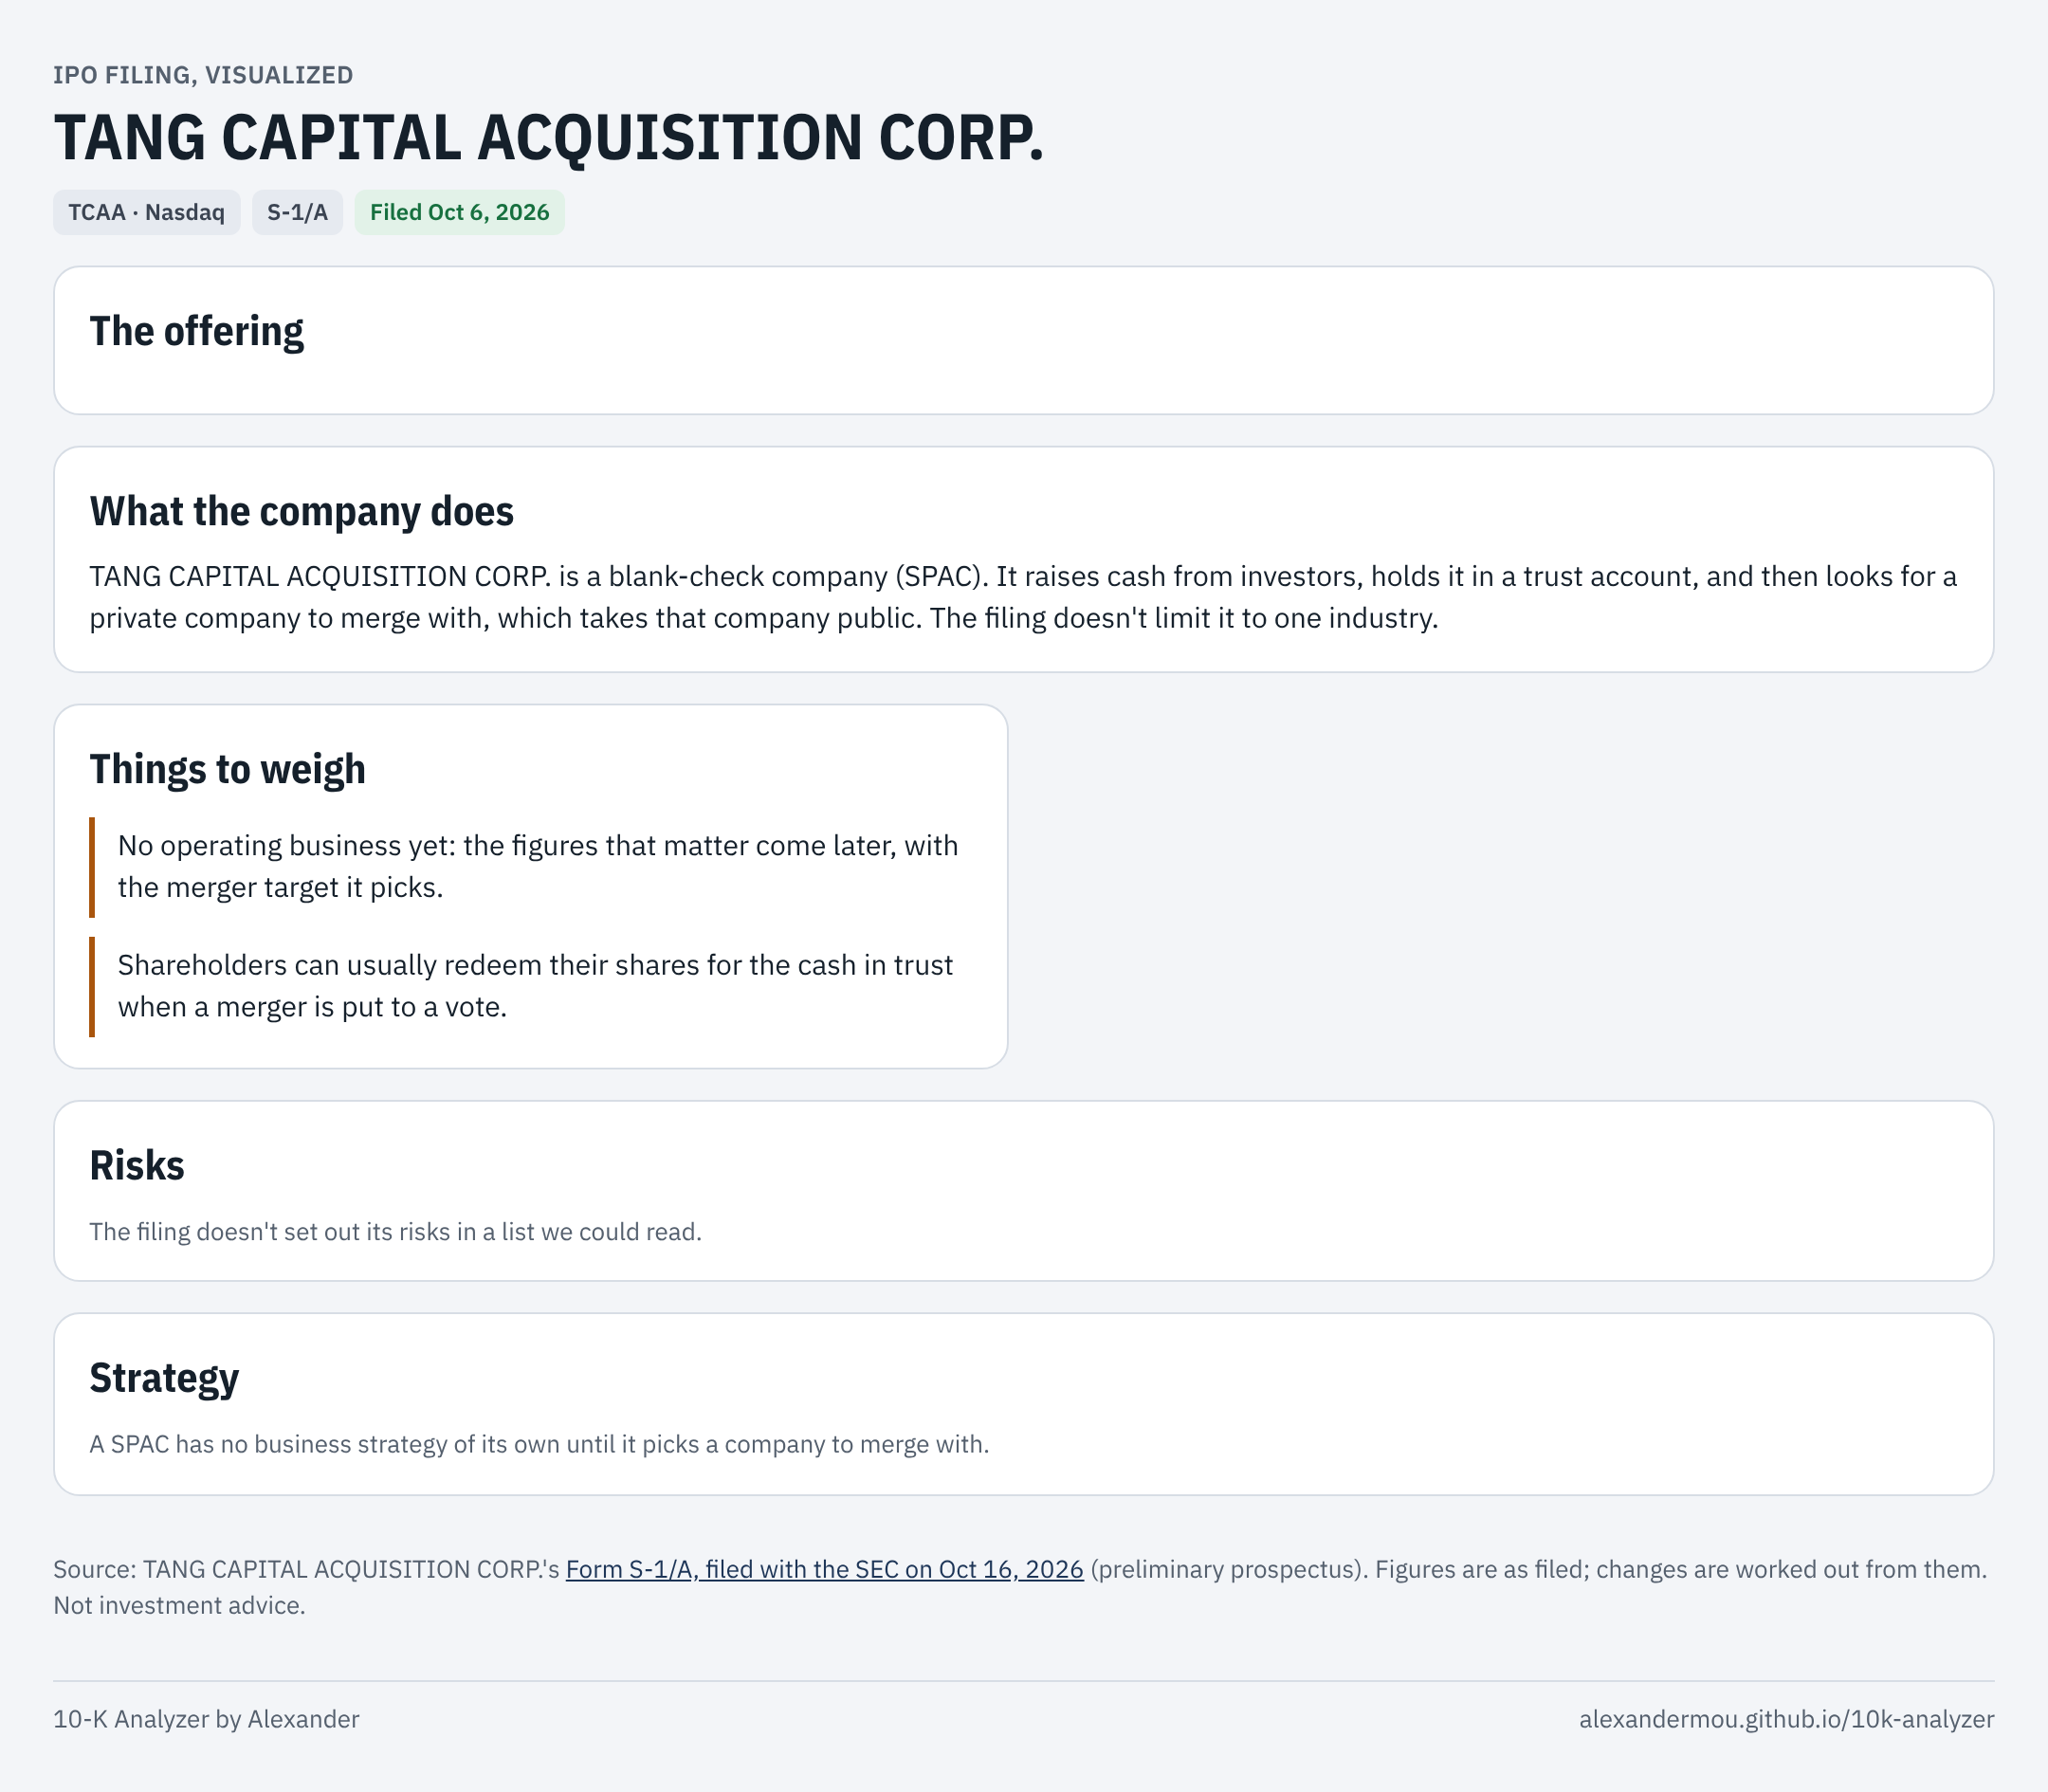 IPO FILING, VISUALIZED
TANG CAPITAL ACQUISITION CORP.
TCAA · Nasdaq S-1/A Filed Oct 6, 2026
The offering
What the company does
TANG CAPITAL ACQUISITION CORP. is a blank-check company (SPAC). It raises cash from investors, holds it in a trust account, and then looks for a
private company to merge with, which takes that company public. The filing doesn't limit it to one industry.
Things to weigh
No operating business yet: the figures that matter come later, with
the merger target it picks.
Shareholders can usually redeem their shares for the cash in trust
when a merger is put to a vote.
Risks
The filing doesn't set out its risks in a list we could read.
Strategy
A SPAC has no business strategy of its own until it picks a company to merge with.
Source: TANG CAPITAL ACQUISITION CORP.'s Form S-1/A, filed with the SEC on Oct 16, 2026 (preliminary prospectus). Figures are as filed; changes are worked out from them.
Not investment advice.
10-K Analyzer by Alexander
alexandermou.github.io/10k-analyzer